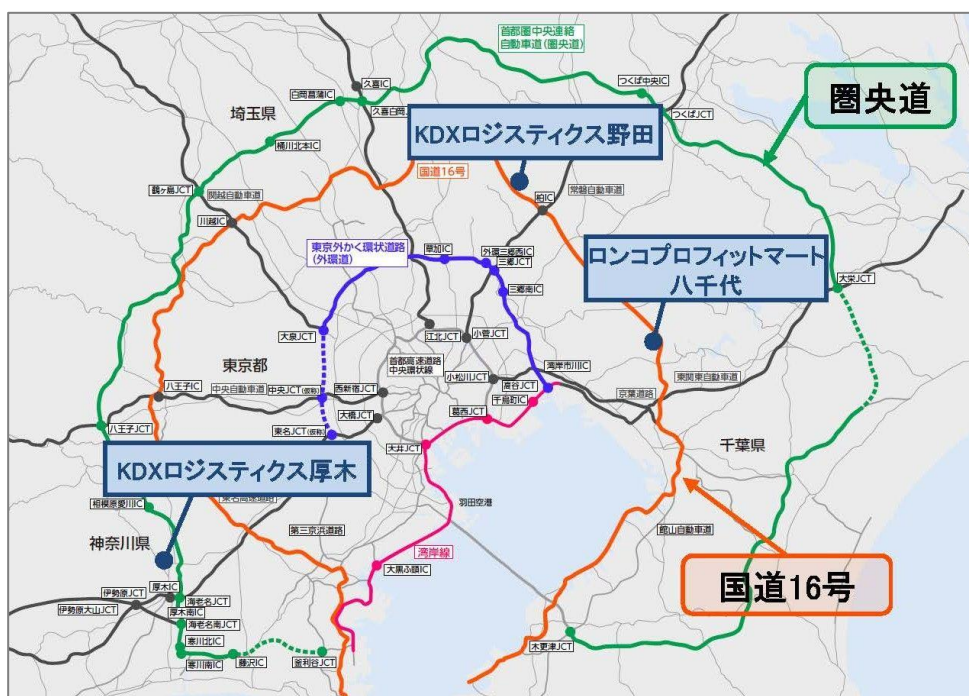 首都圏中央連絡
自動車道(圏央道)
久喜IC
つくば中央IC
白岡菖蒲IC
久喜白岡
つくばJCT
圏央道
埼玉県
KDXロジスティクス野田
桶川北本IC
国道16号
鶴ヶ島JCT
関越自動車道
柏IC
常磐自動車道
川越IC
東京外かく環状道路
(外環道)
草加IC
外環三郷西IC
三郷JCT
三郷南IC
ロンコプロフィットマート
八千代
大栄JCT
大泉JCT
江北JCT
小菅JCT
東京都
首都高速道路
中央環状線
湾岸市川IC
東関東自動車道
八王子IC
中央自動車道
中央JCT(仮称)
西新宿JCT
小松川JCT
高谷JCT
京葉道路
千鳥町IC
大橋JCT
葛西JCT
八王子JCT
東名JCT(仮称)
大井JCT
千葉県
KDXロジスティクス厚木
相模原愛川IC
東名高速道路
羽田空港
第三京浜道路
館山自動車道
神奈川県
湾岸線
大黒ふ頭IC
国道16号
伊勢原JCT
厚木IC
海老名JCT
伊勢原大山JCT
厚木南IC
海老名南JCT
寒川北IC
木更津JCT
寒川南IC
藤沢IC
釜利谷JCT